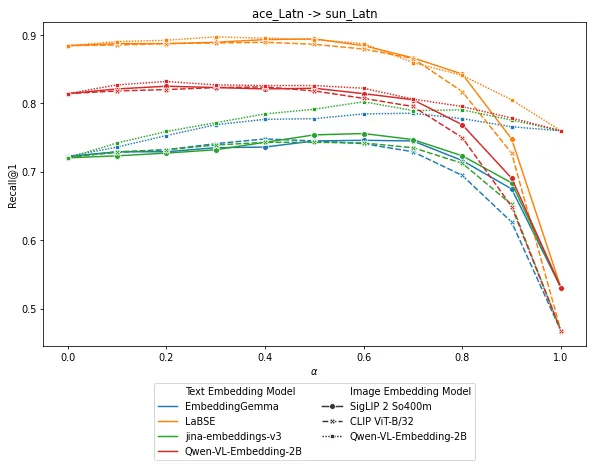 ace_Latn -> sun_Latn
Recall@1
0.9
0.8
0.7
0.6
0.5
0.0
0.2
0.4
0.6
0.8
1.0
α
Text Embedding Model
EmbeddingGemma
LaBSE
jina-embeddings-v3
Qwen-VL-Embedding-2B
Image Embedding Model
SigLIP 2 So400m
CLIP ViT-B/32
Qwen-VL-Embedding-2B